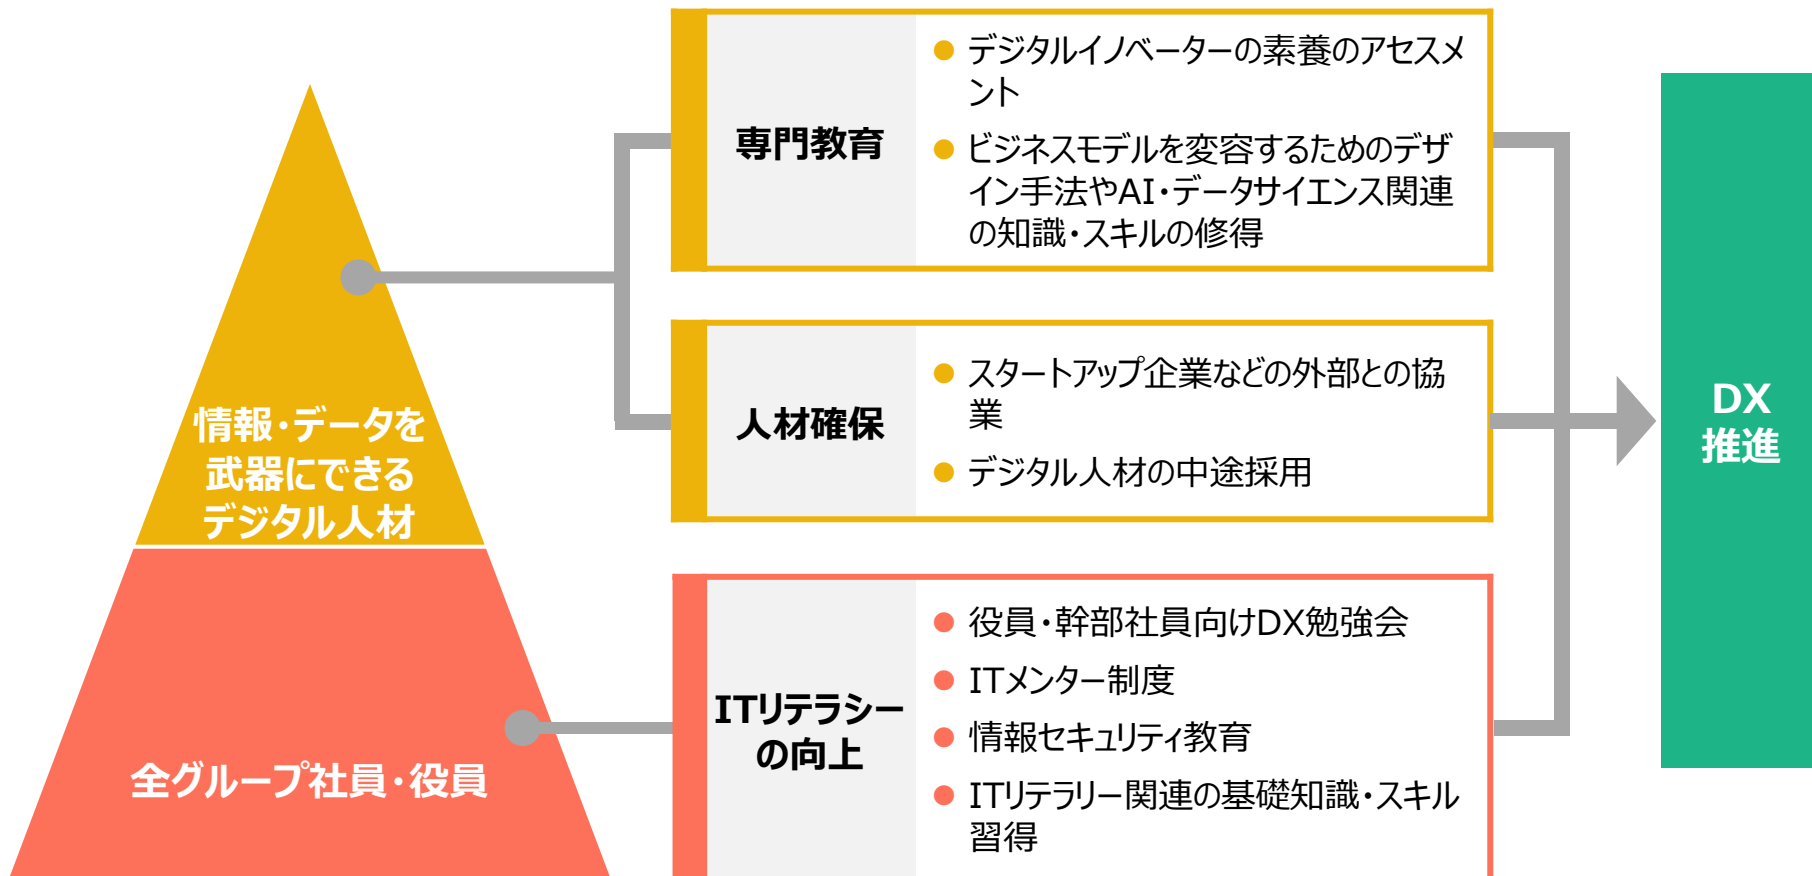 情報・データを
武器にできる
デジタル人材
全グループ社員・役員
専門教育
● デジタルイノベーターの素養のアセスメ
ント
● ビジネスモデルを変容するためのデザ
イン手法やAI・データサイエンス関連
の知識・スキルの修得
人材確保
● スタートアップ企業などの外部との協
業
● デジタル人材の中途採用
ITリテラシー
の向上
● 役員・幹部社員向けDX勉強会
● ITメンター制度
● 情報セキュリティ教育
● ITリテラリー関連の基礎知識・スキル
習得
DX
推進